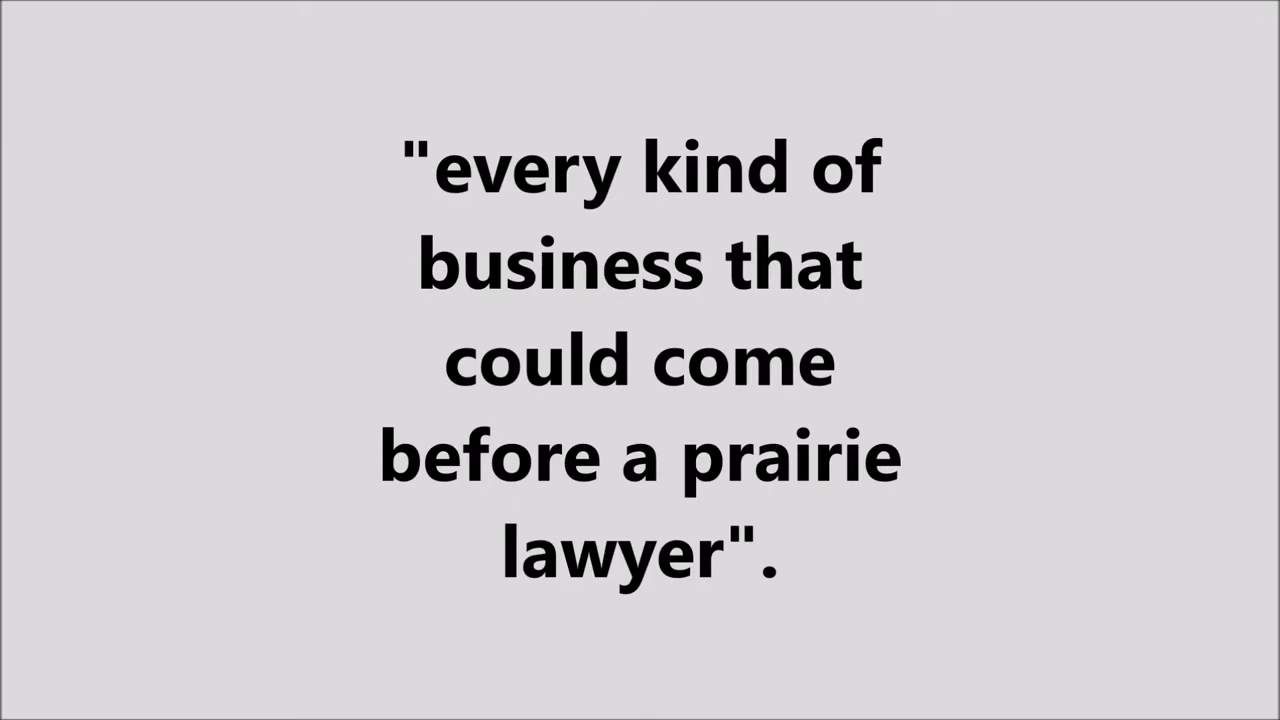 "every kind of
business that
could come
before a prairie
lawyer".